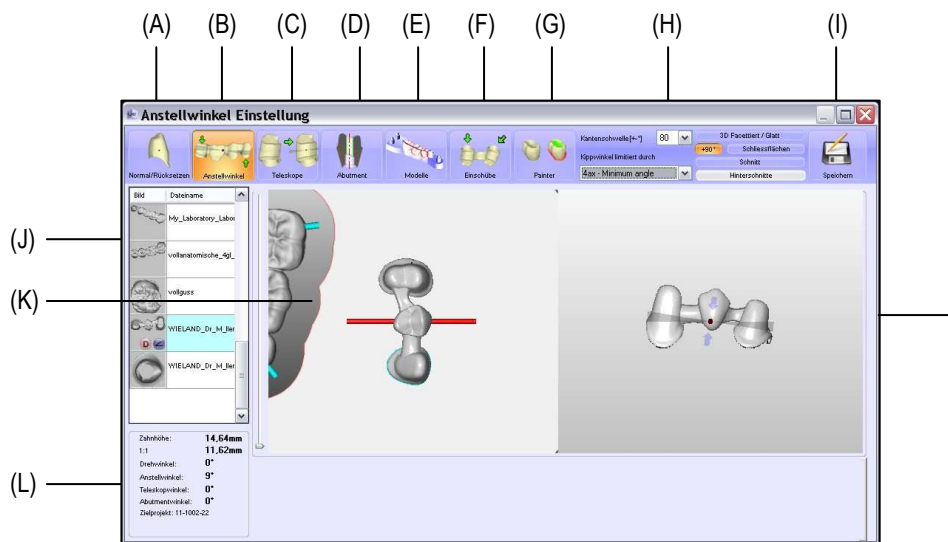 (A) (B) (C) (D) (E) (F) (G) (H) (I)
Anstellwinkel Einstellung
Normal/Rücksetzen Anstellwinkel Teleskope Abutment Modelle Einschübe Painter
Kantenschwelle[+-°] 80
Kippwinkel limitiert durch
4ax - Minimum angle
3D Facettiert / Glatt
+90° Schliessflächen
Schnitt
Hinterschnitte
Speichern
Bild Dateiname
(J)
My_Laboratory_Labor
vollanatomische_4gl_
(K)
vollguss
WIELAND_Dr_M_ller
D
WIELAND_Dr_M_ller
(L)
Zahnhöhe: 14,64mm
1:1 11,62mm
Drehwinkel: 0°
Anstellwinkel: 9°
Teleskopwinkel: 0°
Abutmentwinkel: 0°
Zielprojekt: 11-1002-22